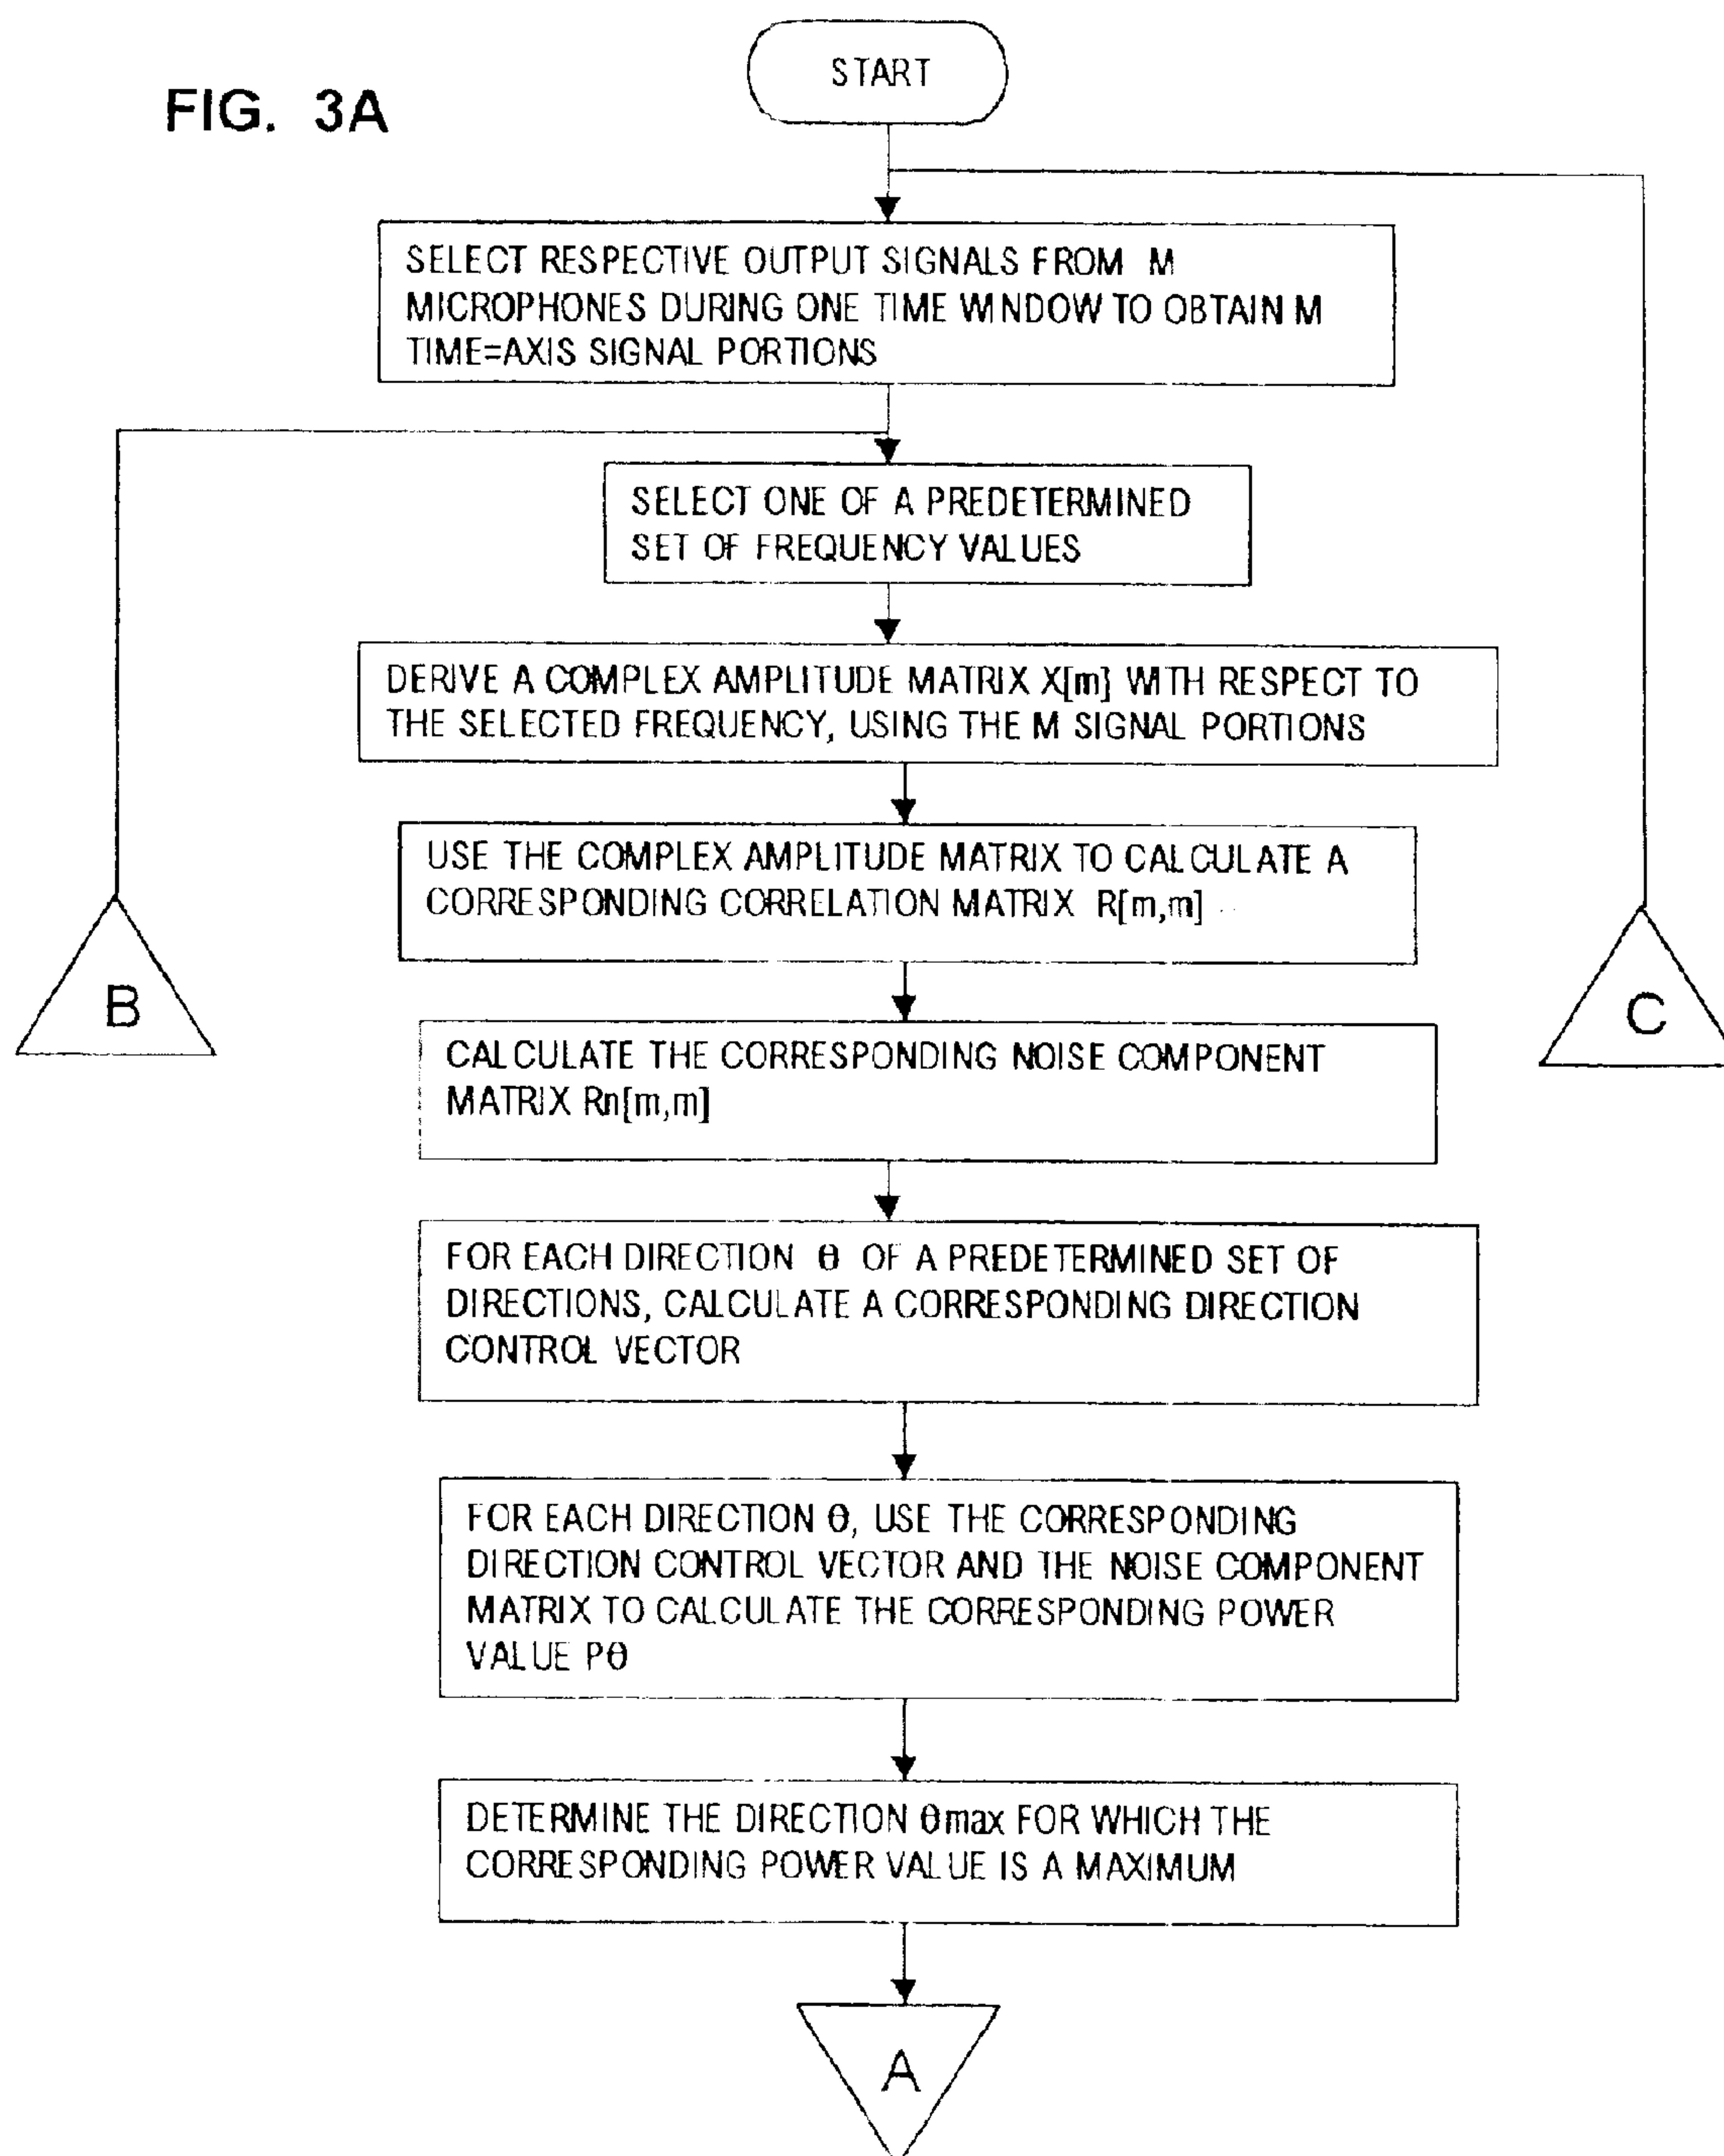 FIG. 3A
START
SELECT RESPECTIVE OUTPUT SIGNALS FROM M
MICROPHONES DURING ONE TIME WINDOW TO OBTAIN M
TIME=AXIS SIGNAL PORTIONS
SELECT ONE OF A PREDETERMINED
SET OF FREQUENCY VALUES
DERIVE A COMPLEX AMPLITUDE MATRIX X[m] WITH RESPECT TO
THE SELECTED FREQUENCY, USING THE M SIGNAL PORTIONS
USE THE COMPLEX AMPLITUDE MATRIX TO CALCULATE A
CORRESPONDING CORRELATION MATRIX R[m,m]
B
C
CALCULATE THE CORRESPONDING NOISE COMPONENT
MATRIX Rn[m,m]
FOR EACH DIRECTION θ OF A PREDETERMINED SET OF
DIRECTIONS, CALCULATE A CORRESPONDING DIRECTION
CONTROL VECTOR
FOR EACH DIRECTION θ, USE THE CORRESPONDING
DIRECTION CONTROL VECTOR AND THE NOISE COMPONENT
MATRIX TO CALCULATE THE CORRESPONDING POWER
VALUE Pθ
DETERMINE THE DIRECTION θmax FOR WHICH THE
CORRESPONDING POWER VALUE IS A MAXIMUM
A